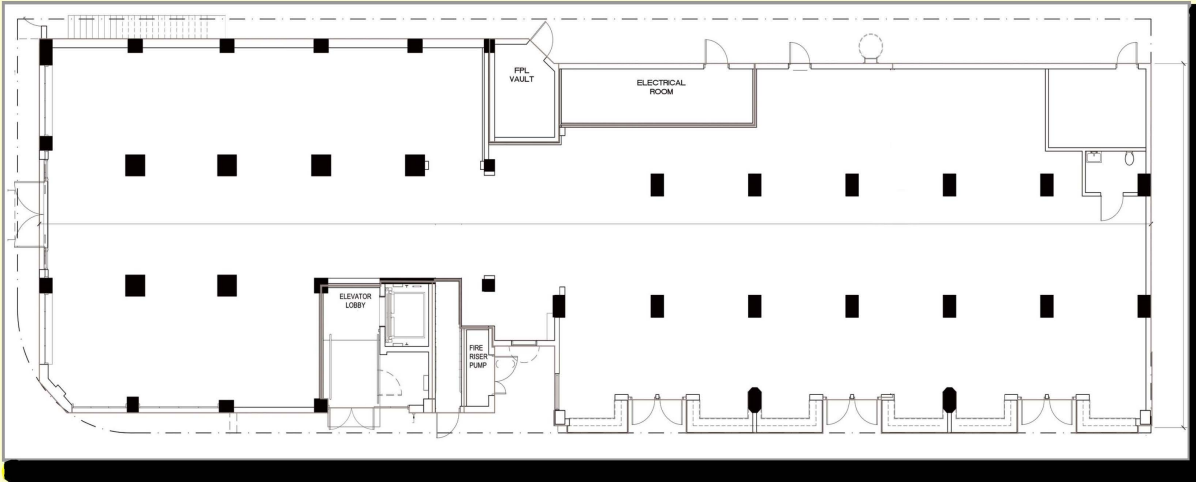 FPL
VAULT
ELECTRICAL
ROOM
ELEVATOR
LOBBY
FIRE
RISER
PUMP